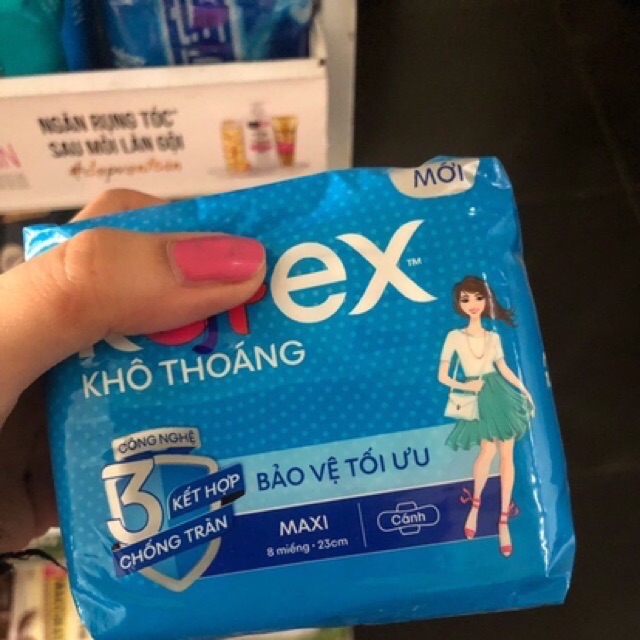 NGĂN RỤNG TÓC*
SAU MỖI LẦN GỘI
MỚI
ex™
KHÔ THOÁNG
CÔNG NGHỆ
3
KẾT HỢP
CHỐNG TRÀN
BẢO VỆ TỐI ƯU
MAXI
8 miếng • 23cm
Cánh